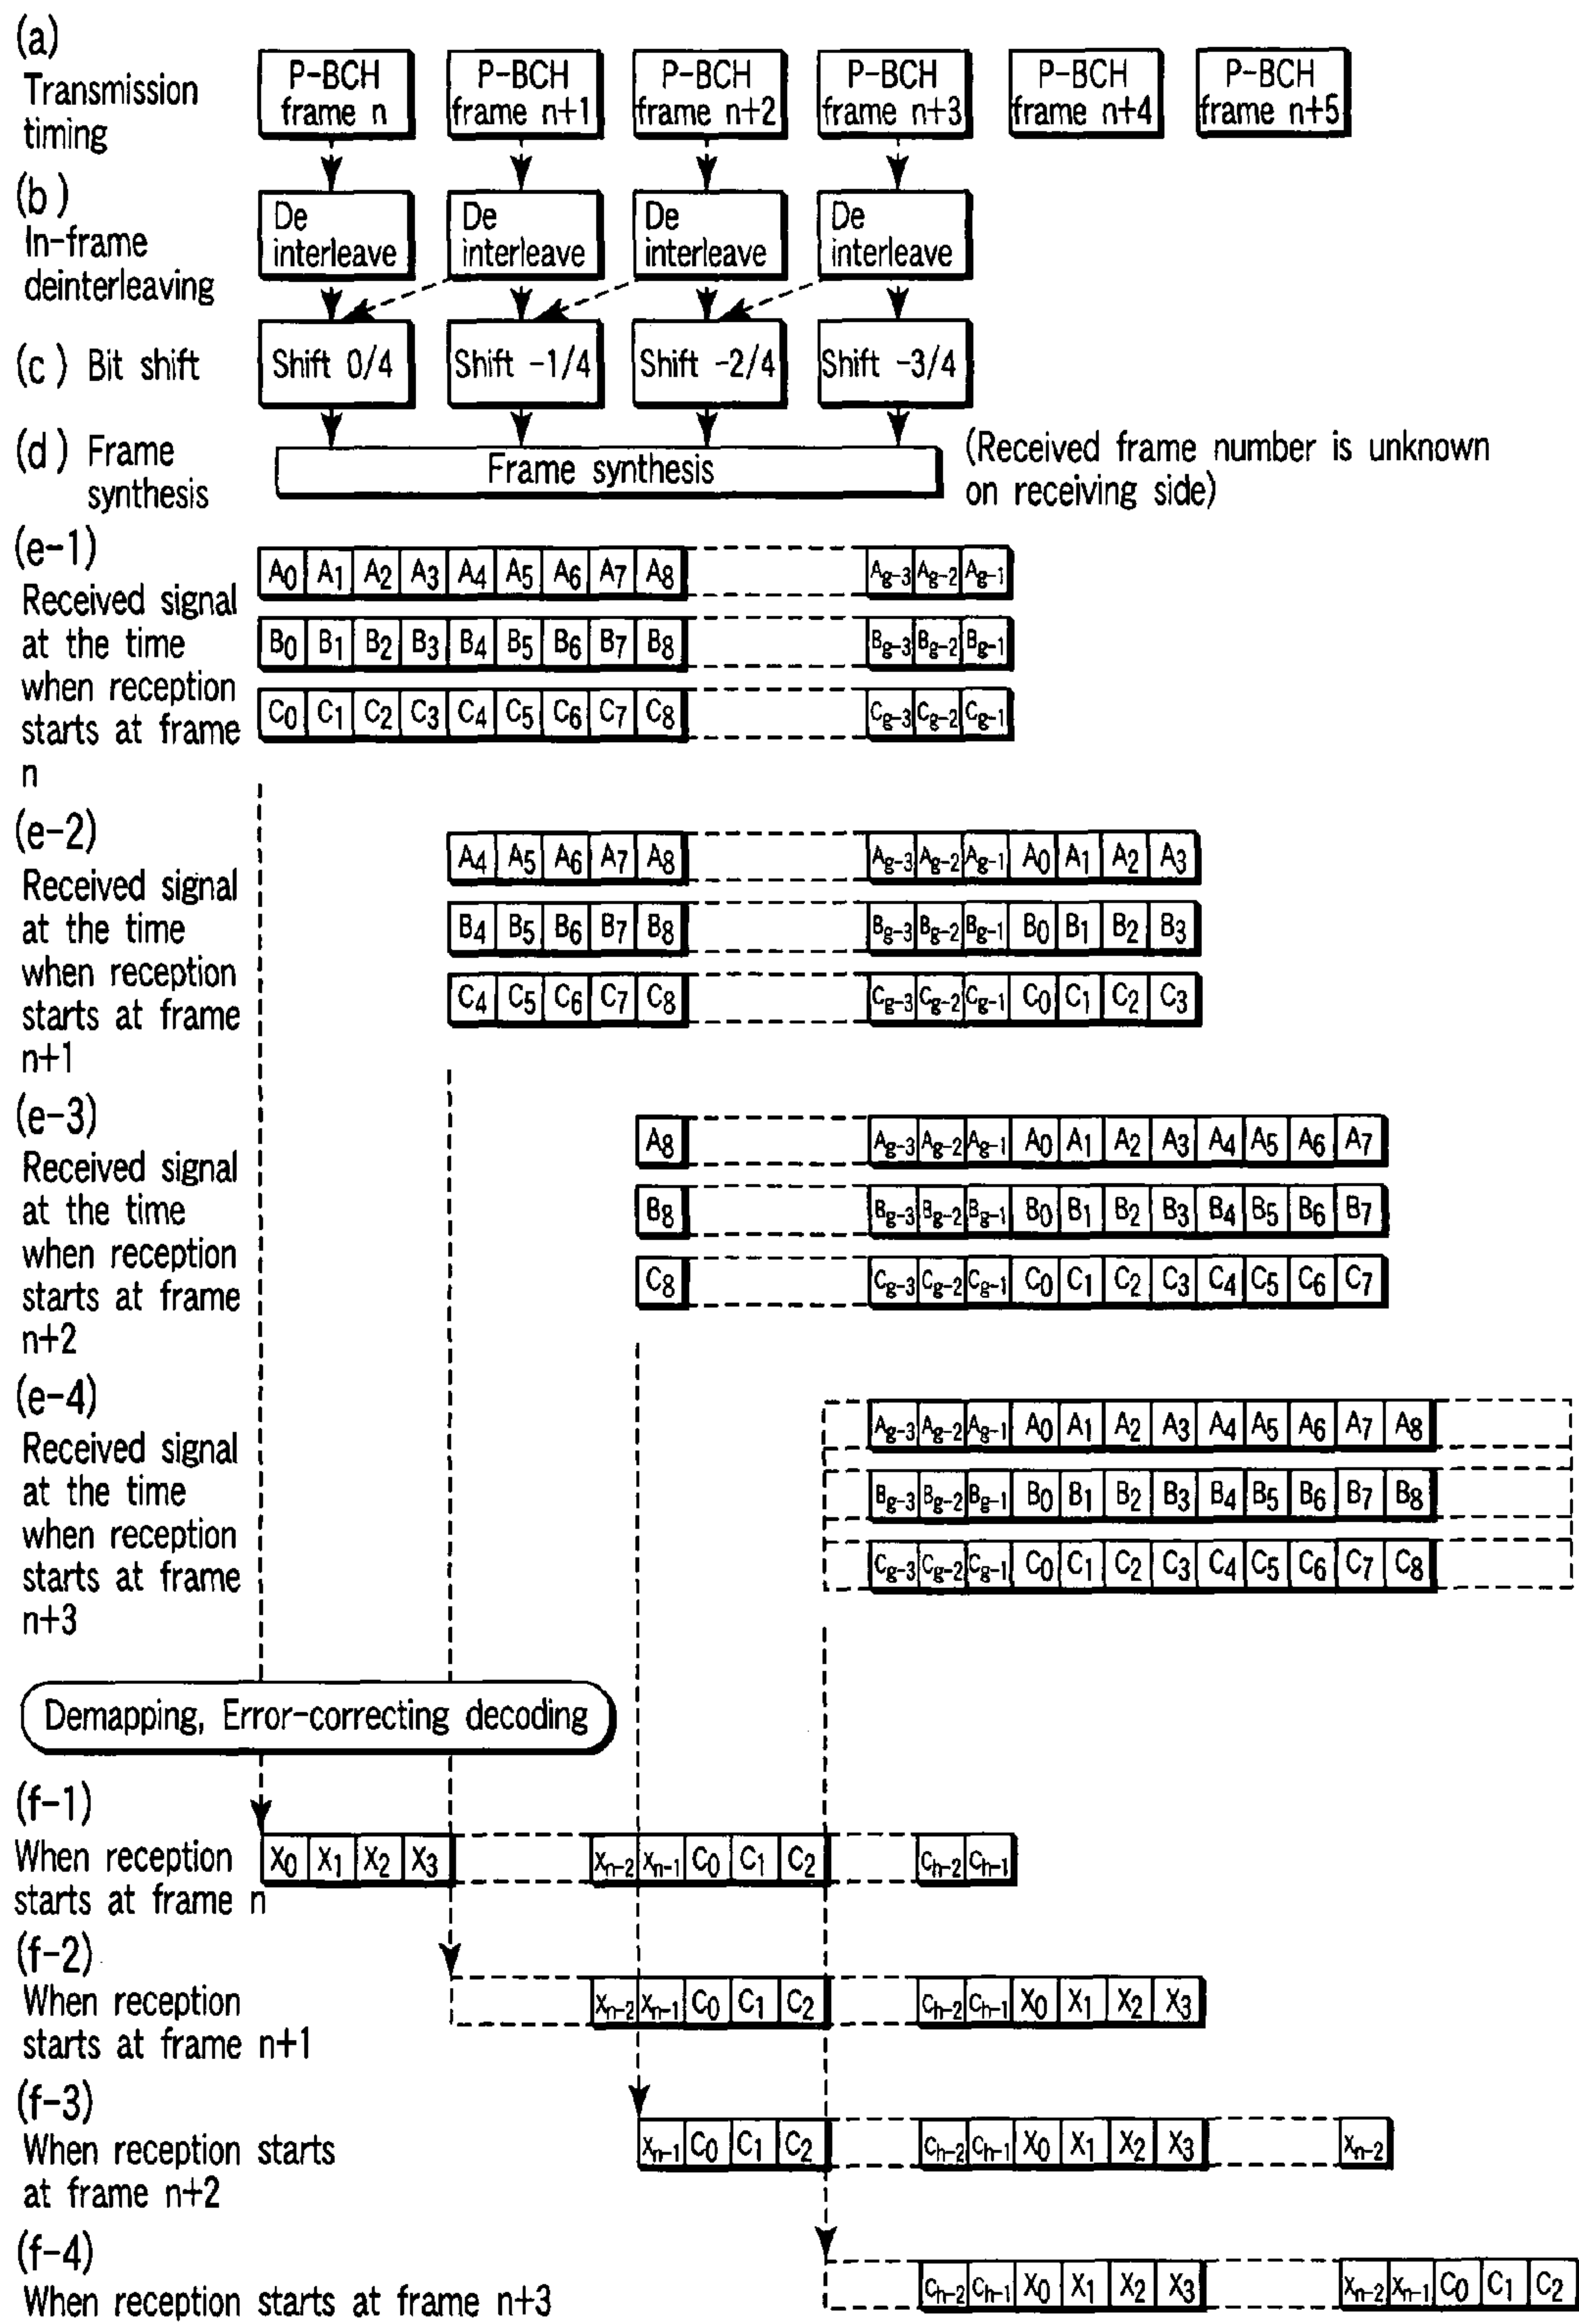 (a)
Transmission
timing
P-BCH P-BCH P-BCH P-BCH P-BCH P-BCH
frame n frame n+1 frame n+2 frame n+3 frame n+4 frame n+5
(b)
In-frame
deinterleaving
De De De De
interleave interleave interleave interleave
(c) Bit shift
Shift 0/4 Shift -1/4 Shift -2/4 Shift -3/4
(d) Frame
synthesis
Frame synthesis
(Received frame number is unknown
on receiving side)
(e-1)
Received signal
at the time
when reception
starts at frame
n
A0 A1 A2 A3 A4 A5 A6 A7 A8 Ag-3 Ag-2 Ag-1
B0 B1 B2 B3 B4 B5 B6 B7 B8 Bg-3 Bg-2 Bg-1
C0 C1 C2 C3 C4 C5 C6 C7 C8 Cg-3 Cg-2 Cg-1
(e-2)
Received signal
at the time
when reception
starts at frame
n+1
A4 A5 A6 A7 A8 Ag-3 Ag-2 Ag-1 A0 A1 A2 A3
B4 B5 B6 B7 B8 Bg-3 Bg-2 Bg-1 B0 B1 B2 B3
C4 C5 C6 C7 C8 Cg-3 Cg-2 Cg-1 C0 C1 C2 C3
(e-3)
Received signal
at the time
when reception
starts at frame
n+2
A8 Ag-3 Ag-2 Ag-1 A0 A1 A2 A3 A4 A5 A6 A7
B8 Bg-3 Bg-2 Bg-1 B0 B1 B2 B3 B4 B5 B6 B7
C8 Cg-3 Cg-2 Cg-1 C0 C1 C2 C3 C4 C5 C6 C7
(e-4)
Received signal
at the time
when reception
starts at frame
n+3
Ag-3 Ag-2 Ag-1 A0 A1 A2 A3 A4 A5 A6 A7 A8
Bg-3 Bg-2 Bg-1 B0 B1 B2 B3 B4 B5 B6 B7 B8
Cg-3 Cg-2 Cg-1 C0 C1 C2 C3 C4 C5 C6 C7 C8
Demapping, Error-correcting decoding
(f-1)
When reception
starts at frame n
X0 X1 X2 X3 Xn-2 Xn-1 C0 C1 C2 Ch-2 Ch-1
(f-2)
When reception
starts at frame n+1
Xn-2 Xn-1 C0 C1 C2 Ch-2 Ch-1 X0 X1 X2 X3
(f-3)
When reception starts
at frame n+2
Xn-1 C0 C1 C2 Ch-2 Ch-1 X0 X1 X2 X3 Xn-2
(f-4)
When reception starts at frame n+3
Ch-2 Ch-1 X0 X1 X2 X3 Xn-2 Xn-1 C0 C1 C2